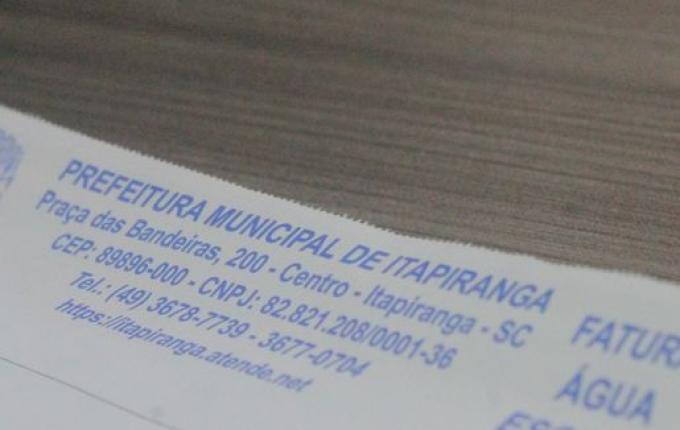 PREFEITURA MUNICIPAL DE ITAPIRANGA
Praça das Bandeiras, 200 - Centro - Itapiranga - SC
CEP: 89896-000 - CNPJ: 82.821.208/0001-36
Tel.: (49) 3678-7739 - 3677-0704
https://itapiranga.atende.net
FATUR
ÁGUA